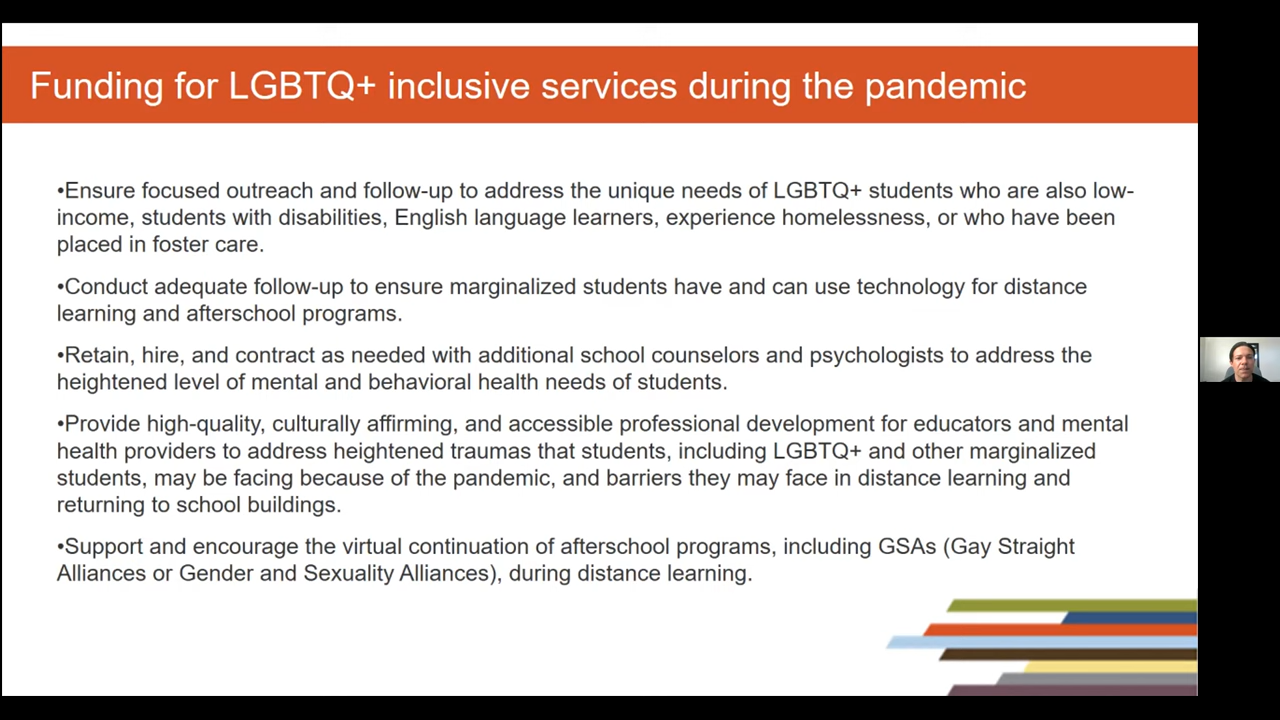 Funding for LGBTQ+ inclusive services during the pandemic
•Ensure focused outreach and follow-up to address the unique needs of LGBTQ+ students who are also low-
income, students with disabilities, English language learners, experience homelessness, or who have been
placed in foster care.
•Conduct adequate follow-up to ensure marginalized students have and can use technology for distance
learning and afterschool programs.
•Retain, hire, and contract as needed with additional school counselors and psychologists to address the
heightened level of mental and behavioral health needs of students.
•Provide high-quality, culturally affirming, and accessible professional development for educators and mental
health providers to address heightened traumas that students, including LGBTQ+ and other marginalized
students, may be facing because of the pandemic, and barriers they may face in distance learning and
returning to school buildings.
•Support and encourage the virtual continuation of afterschool programs, including GSAs (Gay Straight
Alliances or Gender and Sexuality Alliances), during distance learning.